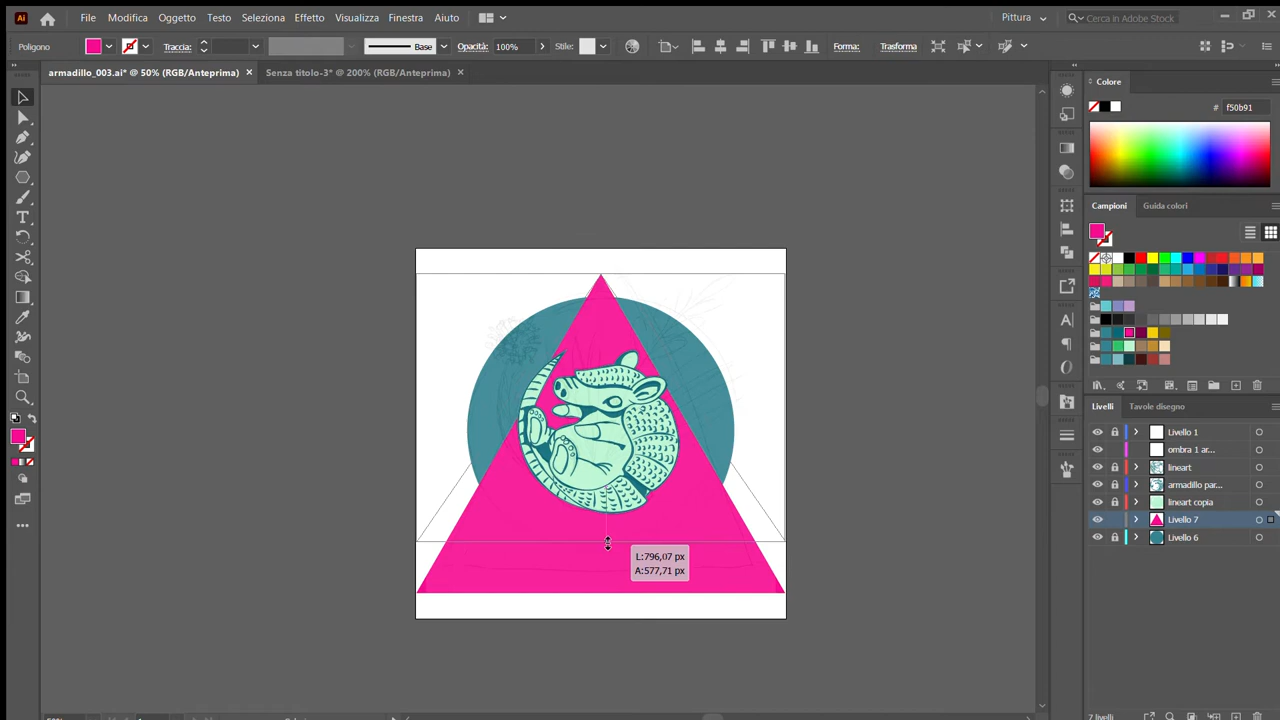 Ai File Modifica Oggetto Testo Seleziona Effetto Visualizza Finestra Aiuto Pittura Cerca in Adobe Stock
Poligono Traccia: Base Opacità: 100% Stile: Forma: Trasforma
armadillo_003.ai* @ 50% (RGB/Anteprima) × Senza titolo-3* @ 200% (RGB/Anteprima) ×
Colore
# f50b91
Campioni Guida colori
Livelli Tavole disegno
Livello 1
ombra 1 ar...
lineart
armadillo par...
lineart copia
Livello 7
Livello 6
L:796,07 px
A:577,71 px